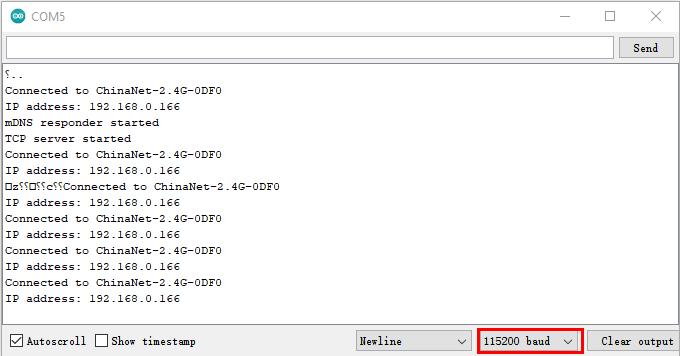 COM5
Send
⸮..
Connected to ChinaNet-2.4G-0DF0
IP address: 192.168.0.166
mDNS responder started
TCP server started
Connected to ChinaNet-2.4G-0DF0
IP address: 192.168.0.166
□z⸮⸮□⸮⸮c⸮⸮Connected to ChinaNet-2.4G-0DF0
IP address: 192.168.0.166
Connected to ChinaNet-2.4G-0DF0
IP address: 192.168.0.166
Connected to ChinaNet-2.4G-0DF0
IP address: 192.168.0.166
Connected to ChinaNet-2.4G-0DF0
IP address: 192.168.0.166
Autoscroll Show timestamp Newline 115200 baud Clear output